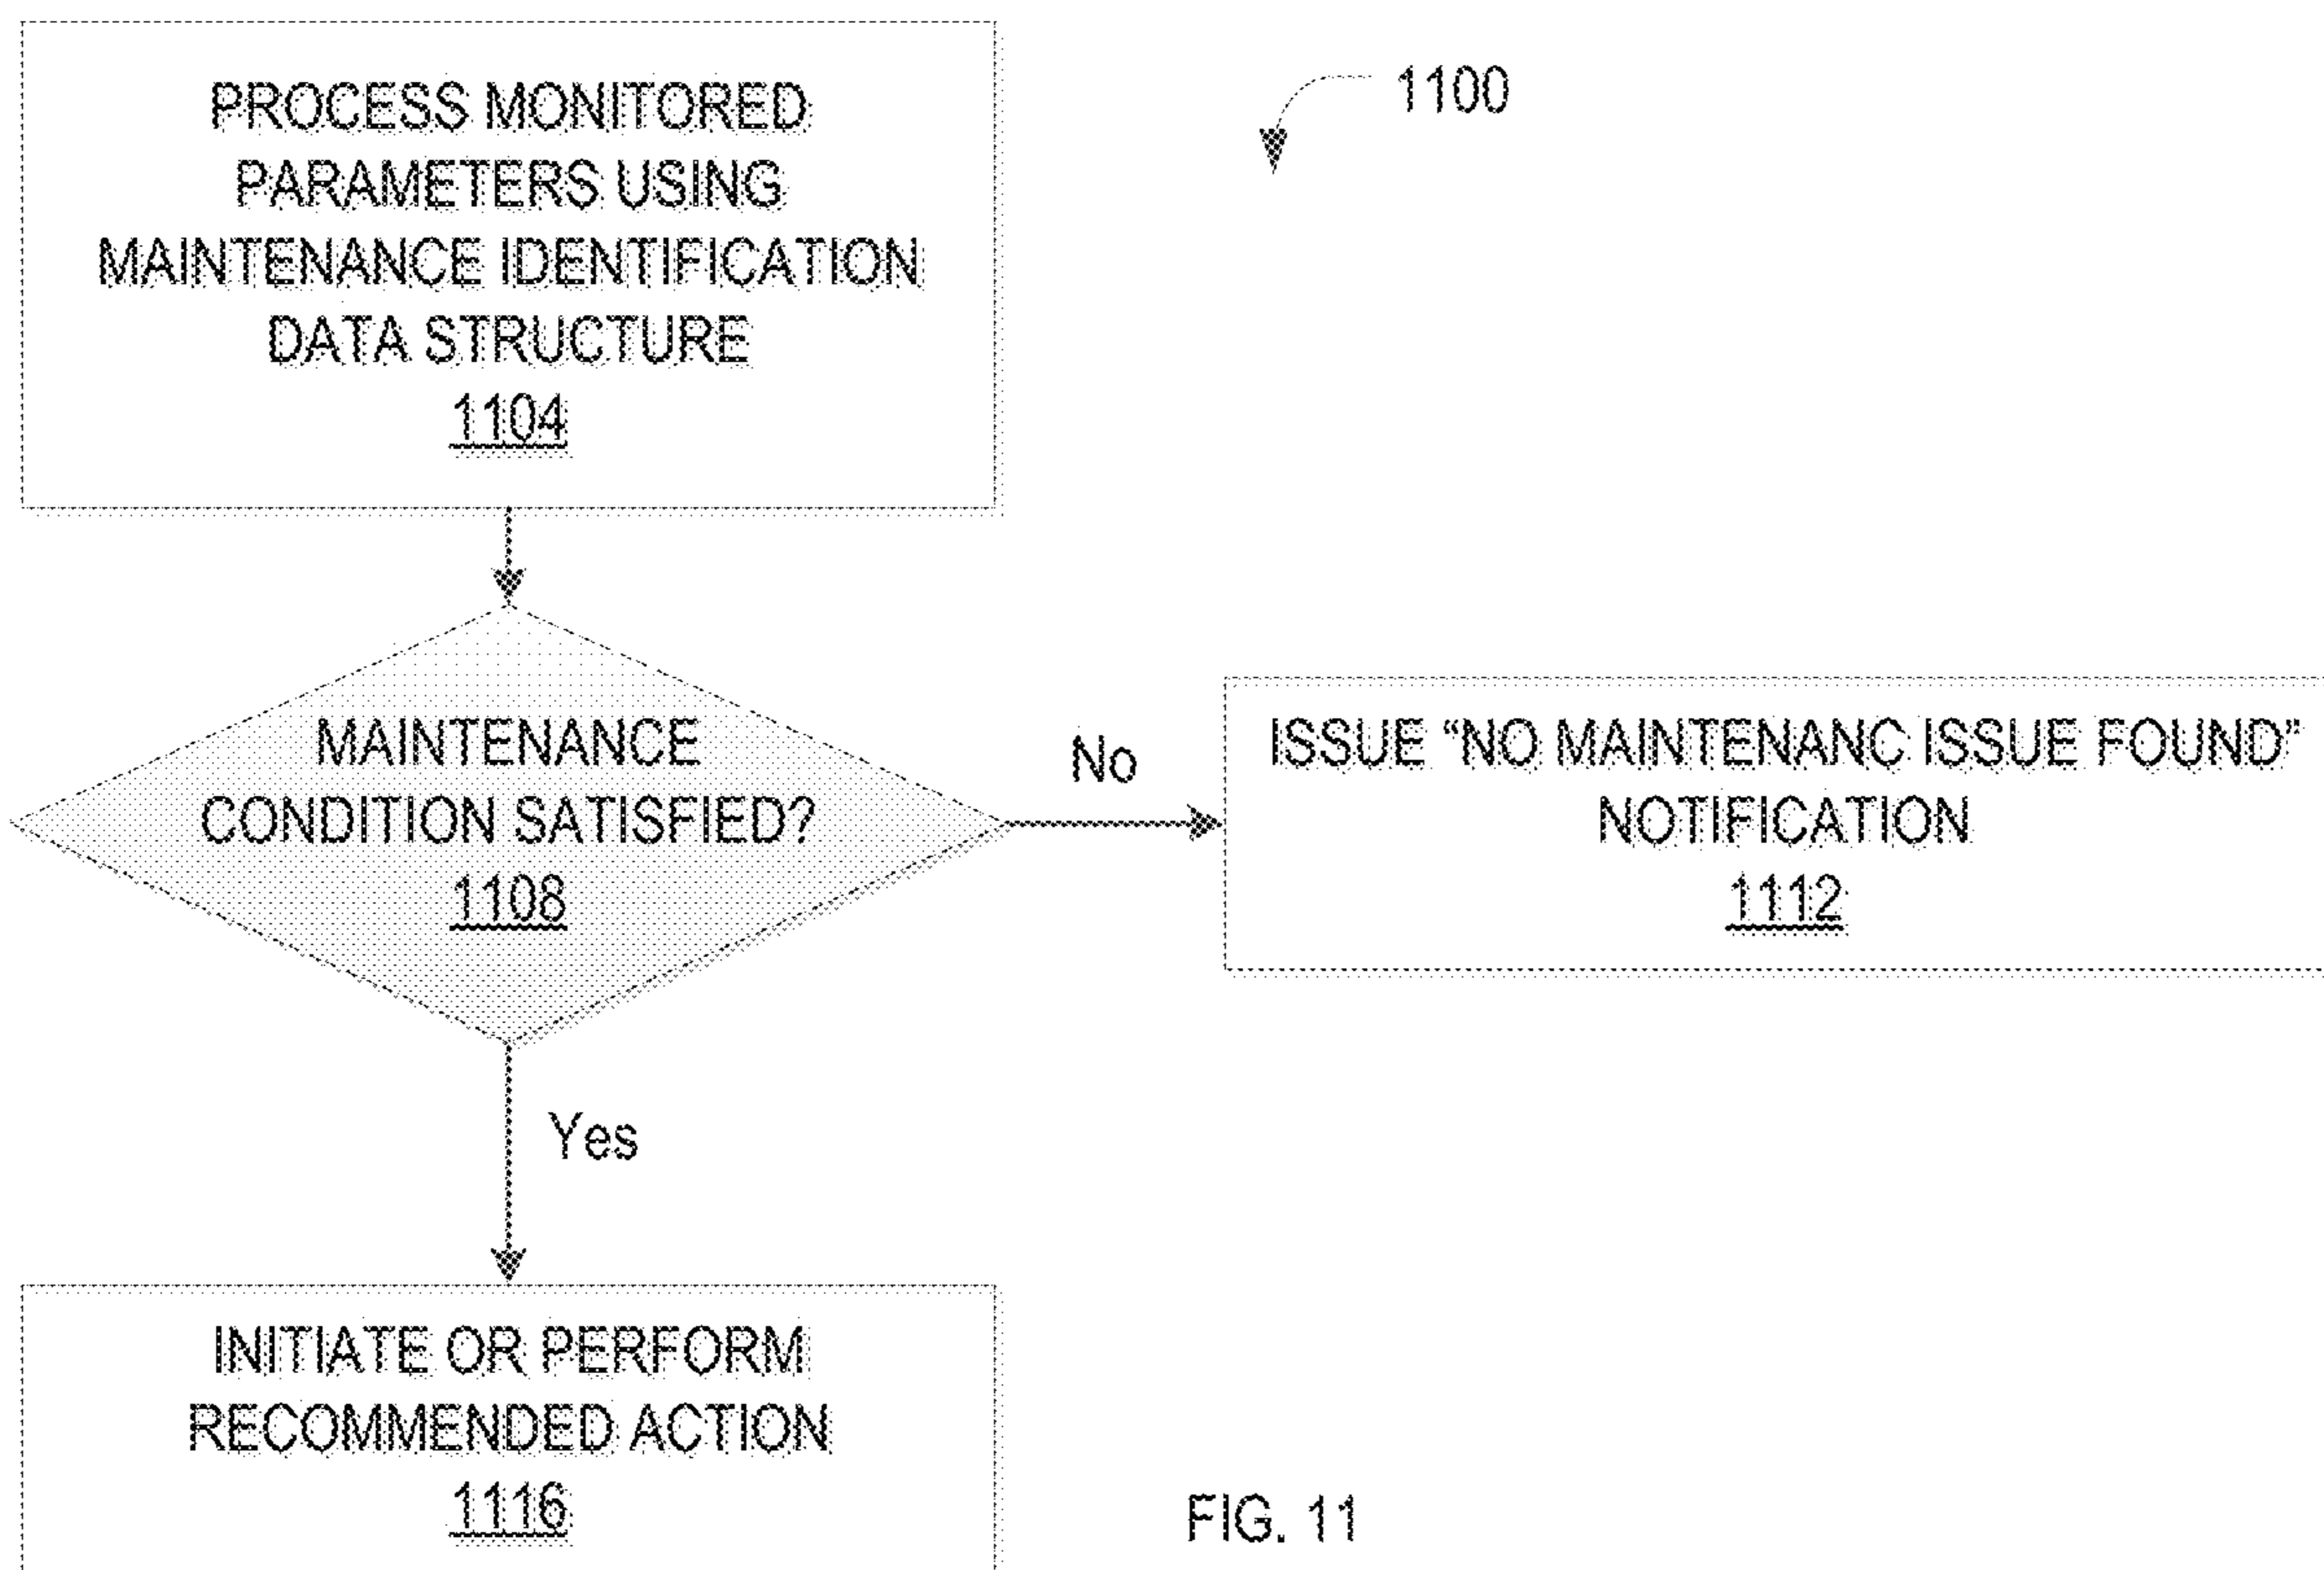 PROCESS MONITORED
PARAMETERS USING
MAINTENANCE IDENTIFICATION
DATA STRUCTURE
1104
1100
MAINTENANCE
CONDITION SATISFIED?
1108
No
ISSUE “NO MAINTENANC ISSUE FOUND”
NOTIFICATION
1112
Yes
INITIATE OR PERFORM
RECOMMENDED ACTION
1116
FIG. 11